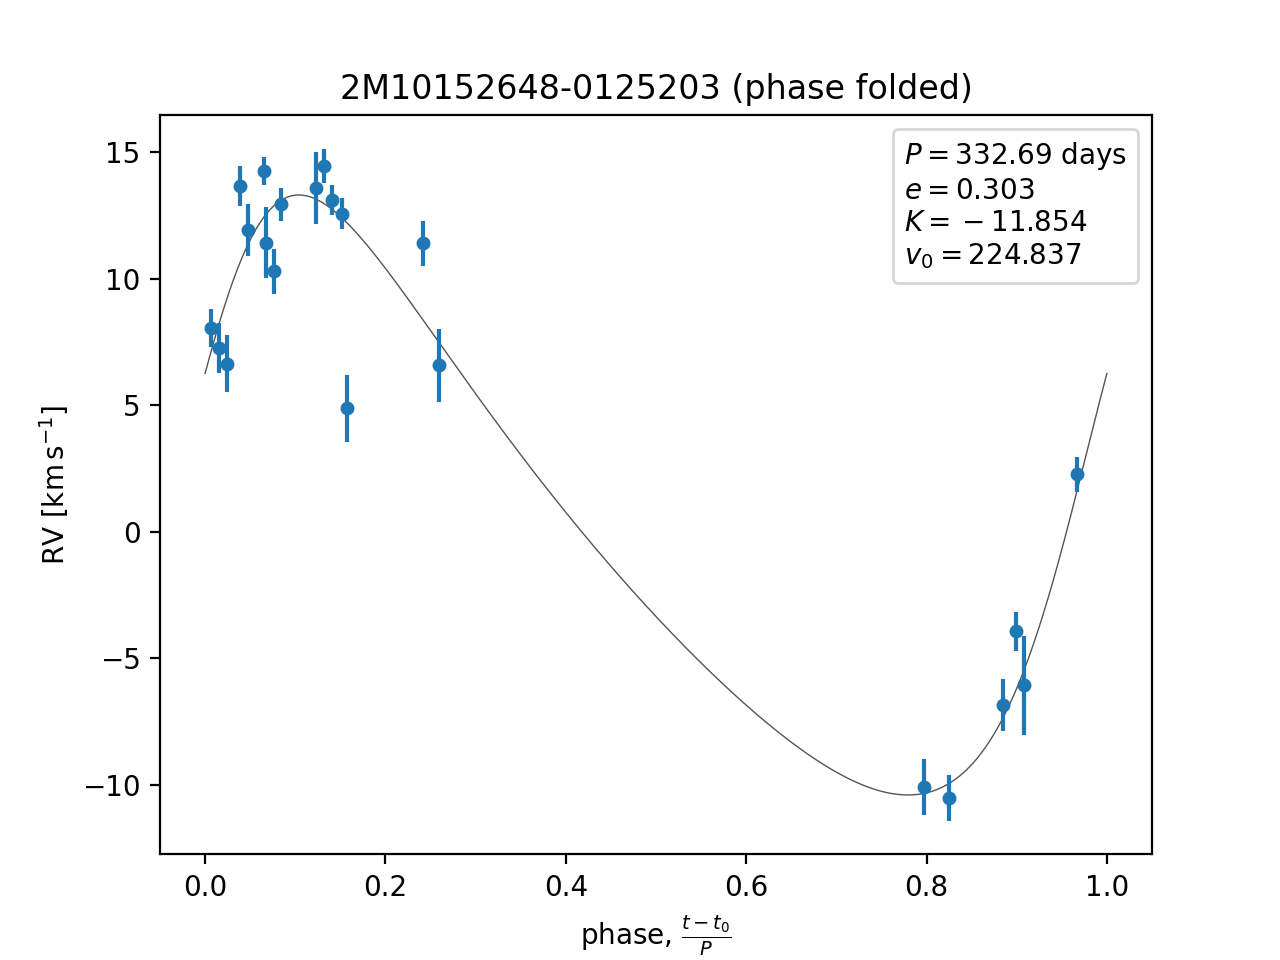 2M10152648-0125203 (phase folded)
P = 332.69 days
e = 0.303
K = −11.854
v₀ = 224.837
RV [km s⁻¹]
15
10
5
0
−5
−10
0.0 0.2 0.4 0.6 0.8 1.0
phase, (t − t₀)/P